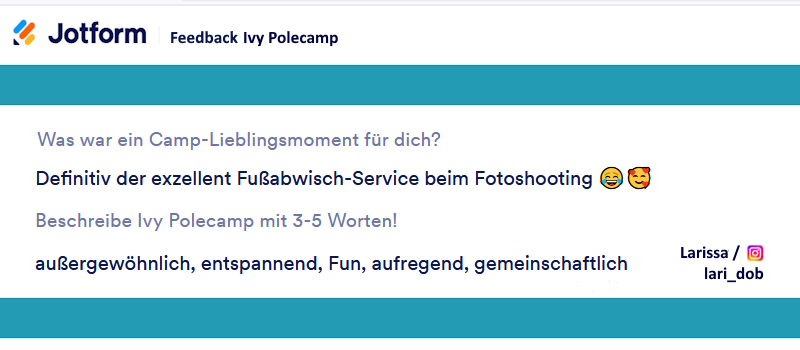 Jotform Feedback Ivy Polecamp
Was war ein Camp-Lieblingsmoment für dich?
Definitiv der exzellent Fußabwisch-Service beim Fotoshooting 😂🥰
Beschreibe Ivy Polecamp mit 3-5 Worten!
außergewöhnlich, entspannend, Fun, aufregend, gemeinschaftlich
Larissa /
lari_dob